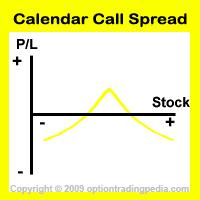 Calendar Call Spread
P/L
+
Stock
- +
-
Copyright © 2009 optiontradingpedia.com